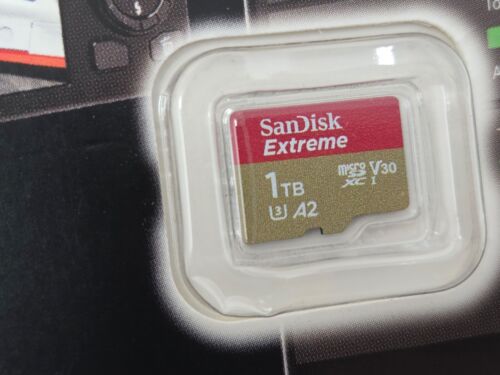 SanDisk
Extreme
1TB
micro SD XC I V30
U3 A2